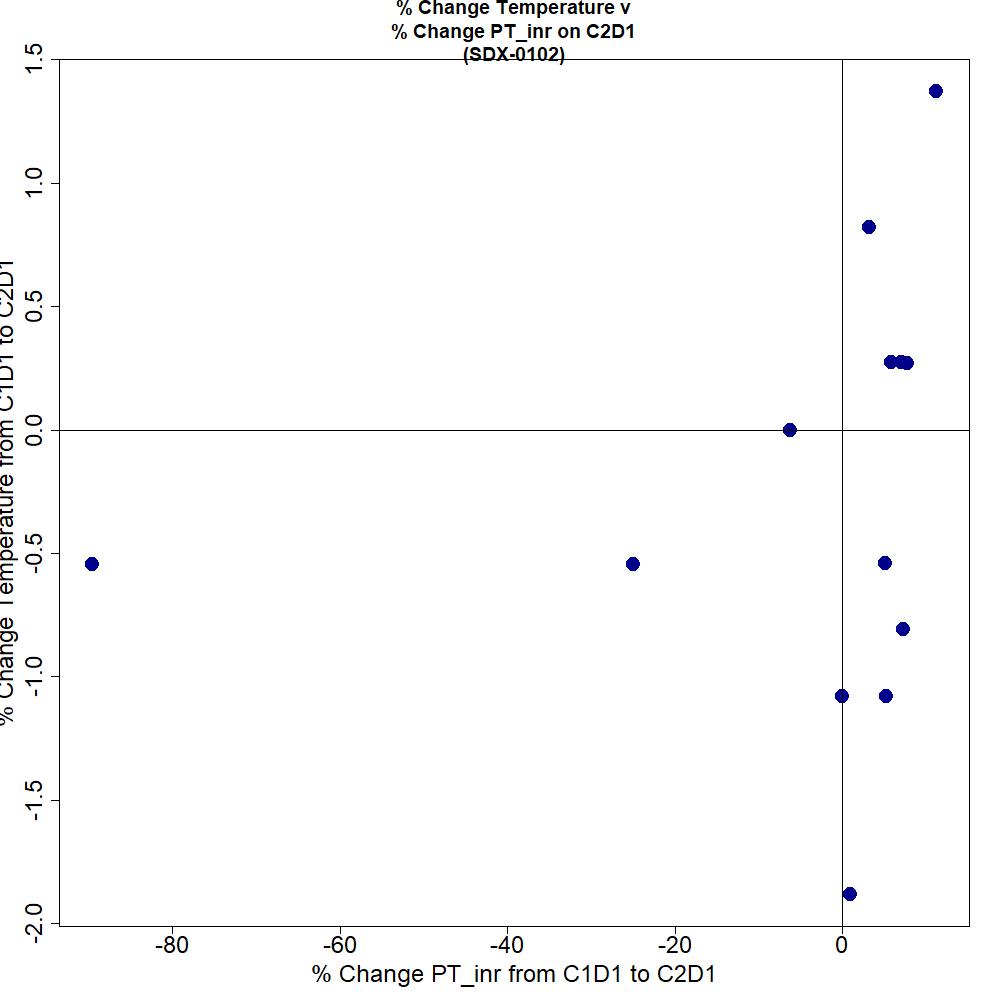 % Change Temperature v
% Change PT_inr on C2D1
(SDX-0102)
1.5
1.0
0.5
0.0
-0.5
-1.0
-1.5
-2.0
% Change Temperature from C1D1 to C2D1
-80
-60
-40
-20
0
% Change PT_inr from C1D1 to C2D1